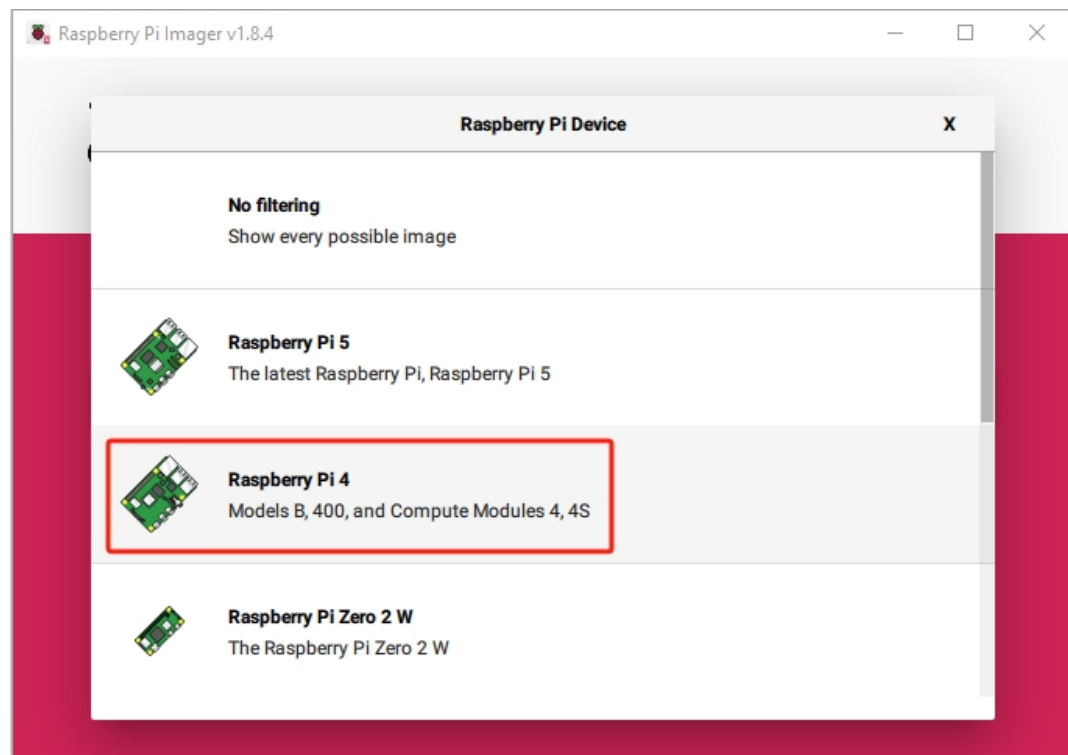 Raspberry Pi Imager v1.8.4
Raspberry Pi Device X
No filtering
Show every possible image
Raspberry Pi 5
The latest Raspberry Pi, Raspberry Pi 5
Raspberry Pi 4
Models B, 400, and Compute Modules 4, 4S
Raspberry Pi Zero 2 W
The Raspberry Pi Zero 2 W